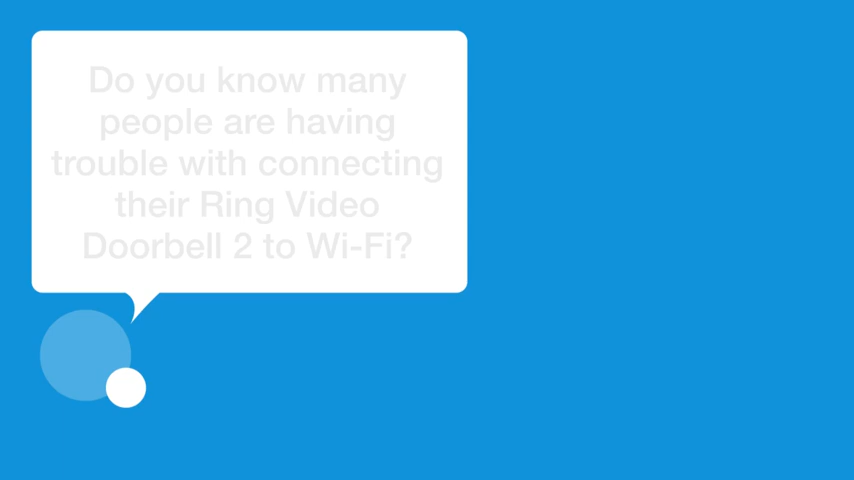 Do you know many
people are having
trouble with connecting
their Ring Video
Doorbell 2 to Wi-Fi?